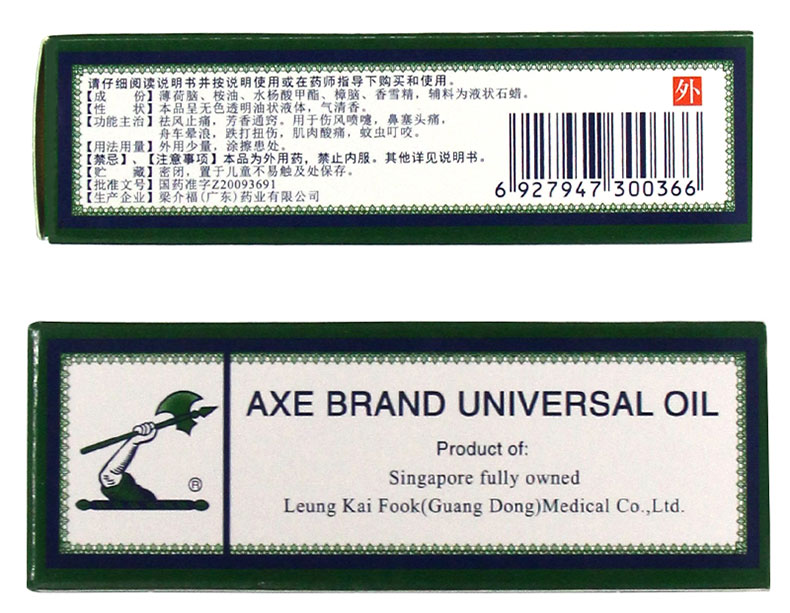 请仔细阅读说明书并按说明使用或在药师指导下购买和使用。
【成 份】薄荷脑、桉油、水杨酸甲酯、樟脑、香雪精，辅料为液状石蜡。
【性 状】本品呈无色透明油状液体，气清香。
【功能主治】祛风止痛，芳香通窍。用于伤风喷嚏，鼻塞头痛，
舟车晕浪，跌打扭伤，肌肉酸痛，蚊虫叮咬。
【用法用量】外用少量，涂擦患处。
【禁忌】、【注意事项】本品为外用药，禁止内服。其他详见说明书。
【贮 藏】密闭，置于儿童不易触及处保存。
【批准文号】国药准字Z20093691
【生产企业】梁介福(广东)药业有限公司
外
6 927947 300366
AXE BRAND UNIVERSAL OIL
Product of:
Singapore fully owned
Leung Kai Fook(Guang Dong)Medical Co.,Ltd.
®